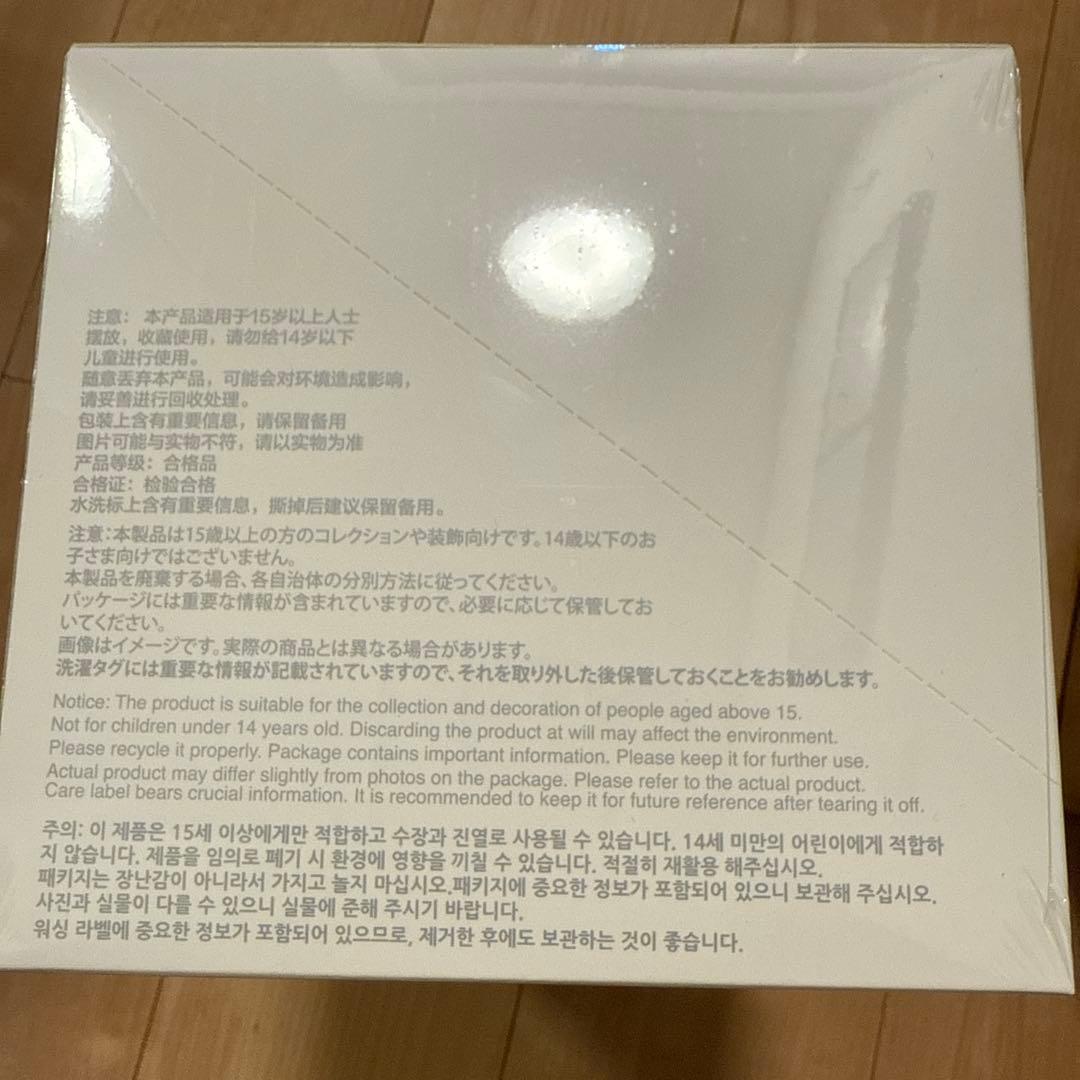 注意： 本产品适用于15岁以上人士
摆放，收藏使用，请勿给14岁以下
儿童进行使用。
随意丢弃本产品，可能会对环境造成影响，
请妥善进行回收处理。
包装上含有重要信息，请保留备用
图片可能与实物不符，请以实物为准
产品等级：合格品
合格证：检验合格
水洗标上含有重要信息，撕掉后建议保留备用。
注意：本製品は15歳以上の方のコレクションや装飾向けです。14歳以下のお
子さま向けではございません。
本製品を廃棄する場合、各自治体の分別方法に従ってください。
パッケージには重要な情報が含まれていますので、必要に応じて保管してお
いてください。
画像はイメージです。実際の商品とは異なる場合があります。
洗濯タグには重要な情報が記載されていますので、それを取り外した後保管しておくことをお勧めします。
Notice: The product is suitable for the collection and decoration of people aged above 15.
Not for children under 14 years old. Discarding the product at will may affect the environment.
Please recycle it properly. Package contains important information. Please keep it for further use.
Actual product may differ slightly from photos on the package. Please refer to the actual product.
Care label bears crucial information. It is recommended to keep it for future reference after tearing it off.
주의: 이 제품은 15세 이상에게만 적합하고 수장과 진열로 사용될 수 있습니다. 14세 미만의 어린이에게 적합하
지 않습니다. 제품을 임의로 폐기 시 환경에 영향을 끼칠 수 있습니다. 적절히 재활용 해주십시오.
패키지는 장난감이 아니라서 가지고 놀지 마십시오.패키지에 중요한 정보가 포함되어 있으니 보관해 주십시오.
사진과 실물이 다를 수 있으니 실물에 준해 주시기 바랍니다.
워싱 라벨에 중요한 정보가 포함되어 있으므로, 제거한 후에도 보관하는 것이 좋습니다.